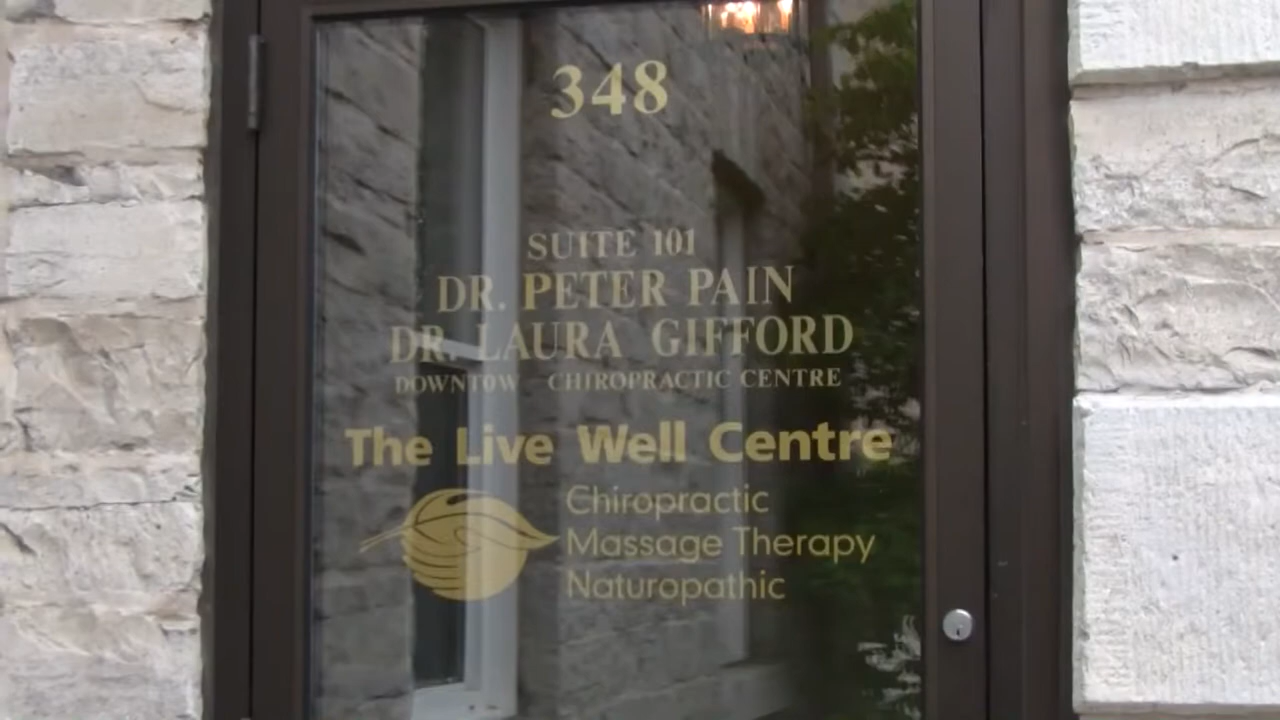 348
SUITE 101
DR. PETER PAIN
DR. LAURA GIFFORD
DOWNTOW CHIROPRACTIC CENTRE
The Live Well Centre
Chiropractic
Massage Therapy
Naturopathic